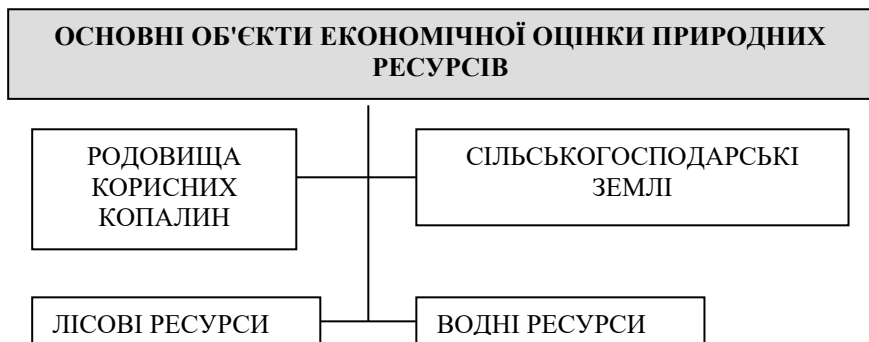 ОСНОВНІ ОБ'ЄКТИ ЕКОНОМІЧНОЇ ОЦІНКИ ПРИРОДНИХ
РЕСУРСІВ
РОДОВИЩА
КОРИСНИХ
КОПАЛИН
СІЛЬСЬКОГОСПОДАРСЬКІ
ЗЕМЛІ
ЛІСОВІ РЕСУРСИ
ВОДНІ РЕСУРСИ